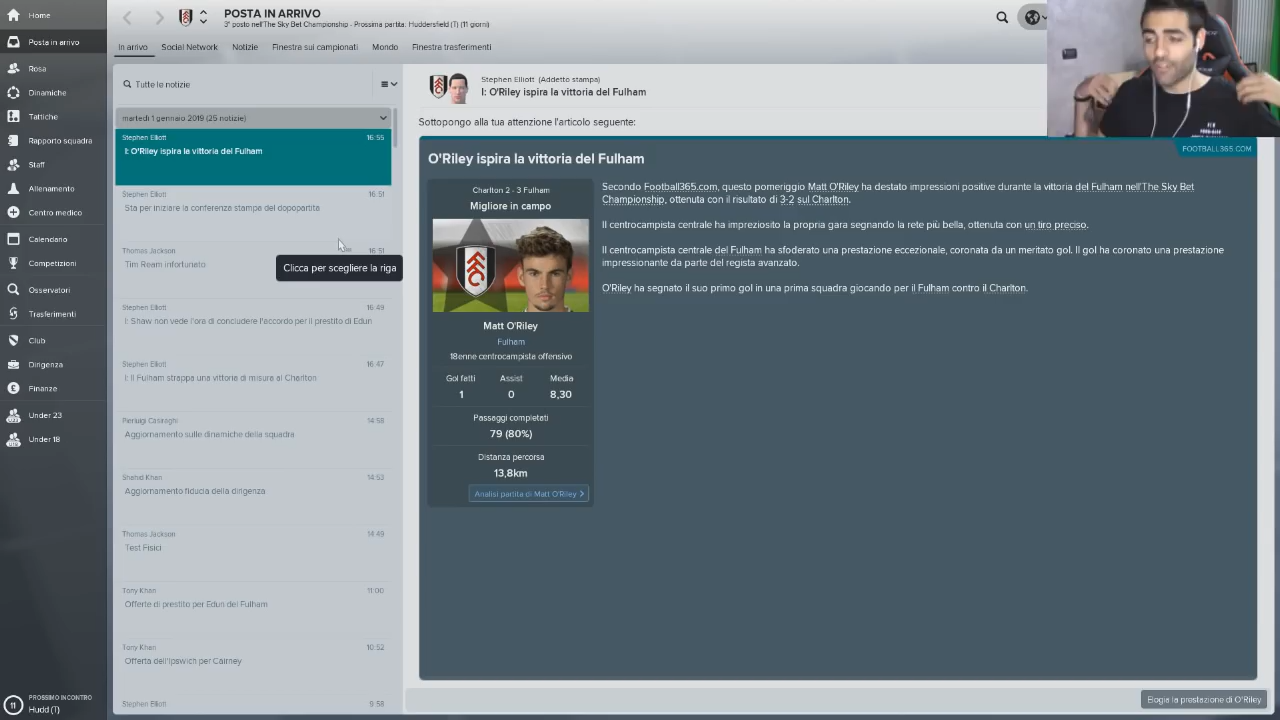 Home
Posta in arrivo
Rosa
Dinamiche
Tattiche
Rapporto squadra
Staff
Allenamento
Centro medico
Calendario
Competizioni
Osservatori
Trasferimenti
Club
Dirigenza
Finanze
Under 23
Under 18
11
PROSSIMO INCONTRO
Hudd (T)
POSTA IN ARRIVO
3° posto nell'The Sky Bet Championship - Prossima partita: Huddersfield (T) (11 giorni)
In arrivo Social Network Notizie Finestra sui campionati Mondo Finestra trasferimenti
Tutte le notizie
martedì 1 gennaio 2019 (25 notizie)
Stephen Elliott 16:55
I: O'Riley ispira la vittoria del Fulham
Stephen Elliott 16:51
Sta per iniziare la conferenza stampa del dopopartita
Thomas Jackson 16:51
Tim Ream infortunato
Clicca per scegliere la riga
Stephen Elliott 16:49
I: Shaw non vede l'ora di concludere l'accordo per il prestito di Edun
Stephen Elliott 16:47
I: Il Fulham strappa una vittoria di misura al Charlton
Pierluigi Casiraghi 14:58
Aggiornamento sulle dinamiche della squadra
Shahid Khan 14:53
Aggiornamento fiducia della dirigenza
Thomas Jackson 14:49
Test Fisici
Tony Khan 11:00
Offerte di prestito per Edun del Fulham
Tony Khan 10:52
Offerta dell'Ipswich per Cairney
Stephen Elliott 9:58
Stephen Elliott (Addetto stampa)
I: O'Riley ispira la vittoria del Fulham
Sottopongo alla tua attenzione l'articolo seguente:
FOOTBALL365.COM
O'Riley ispira la vittoria del Fulham
Charlton 2 - 3 Fulham
Migliore in campo
Matt O'Riley
Fulham
18enne centrocampista offensivo
Gol fatti Assist Media
1 0 8,30
Passaggi completati
79 (80%)
Distanza percorsa
13,8km
Analisi partita di Matt O'Riley
Secondo Football365.com, questo pomeriggio Matt O'Riley ha destato impressioni positive durante la vittoria del Fulham nell'The Sky Bet
Championship, ottenuta con il risultato di 3-2 sul Charlton.
Il centrocampista centrale ha impreziosito la propria gara segnando la rete più bella, ottenuta con un tiro preciso.
Il centrocampista centrale del Fulham ha sfoderato una prestazione eccezionale, coronata da un meritato gol. Il gol ha coronato una prestazione
impressionante da parte del regista avanzato.
O'Riley ha segnato il suo primo gol in una prima squadra giocando per il Fulham contro il Charlton.
Elogia la prestazione di O'Riley